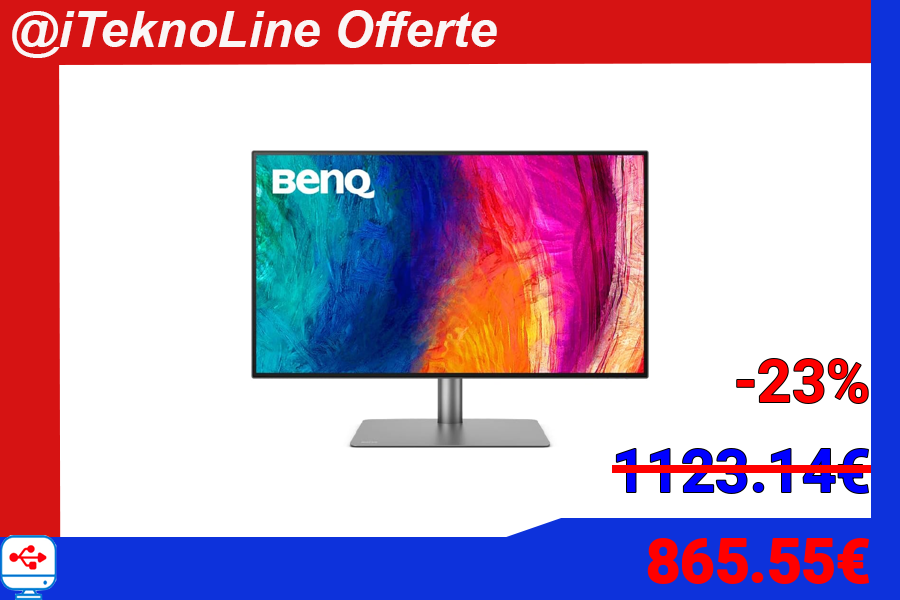 @iTeknoLine Offerte
BenQ
-23%
1123.14€
865.55€